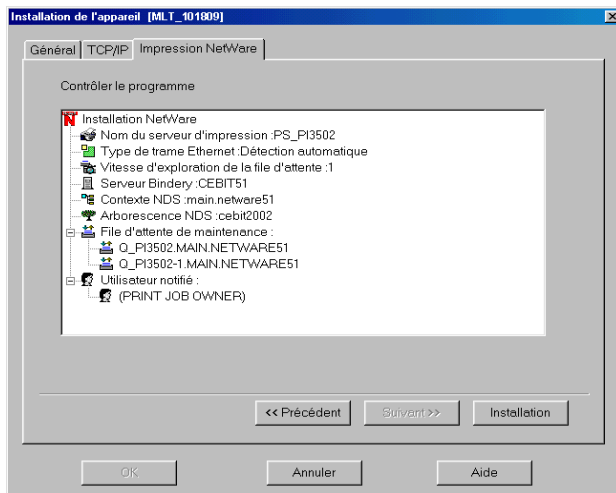 Installation de l'appareil [MLT_101809]
Général TCP/IP Impression NetWare
Contrôler le programme
Installation NetWare
Nom du serveur d'impression :PS_PI3502
Type de trame Ethernet :Détection automatique
Vitesse d'exploration de la file d'attente :1
Serveur Bindery :CEBIT51
Contexte NDS :main.netware51
Arborescence NDS :cebit2002
File d'attente de maintenance :
Q_PI3502.MAIN.NETWARE51
Q_PI3502-1.MAIN.NETWARE51
Utilisateur notifié :
(PRINT JOB OWNER)
<< Précédent Suivant >> Installation
OK Annuler Aide